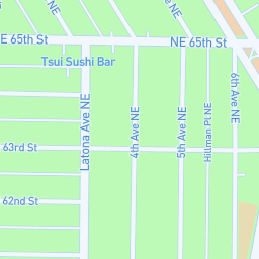 NE
Ave NE
E 65th St
NE 65th St
Tsui Sushi Bar
Latona Ave NE
4th Ave NE
5th Ave NE
Hillman Pl NE
6th Ave NE
63rd St
62nd St